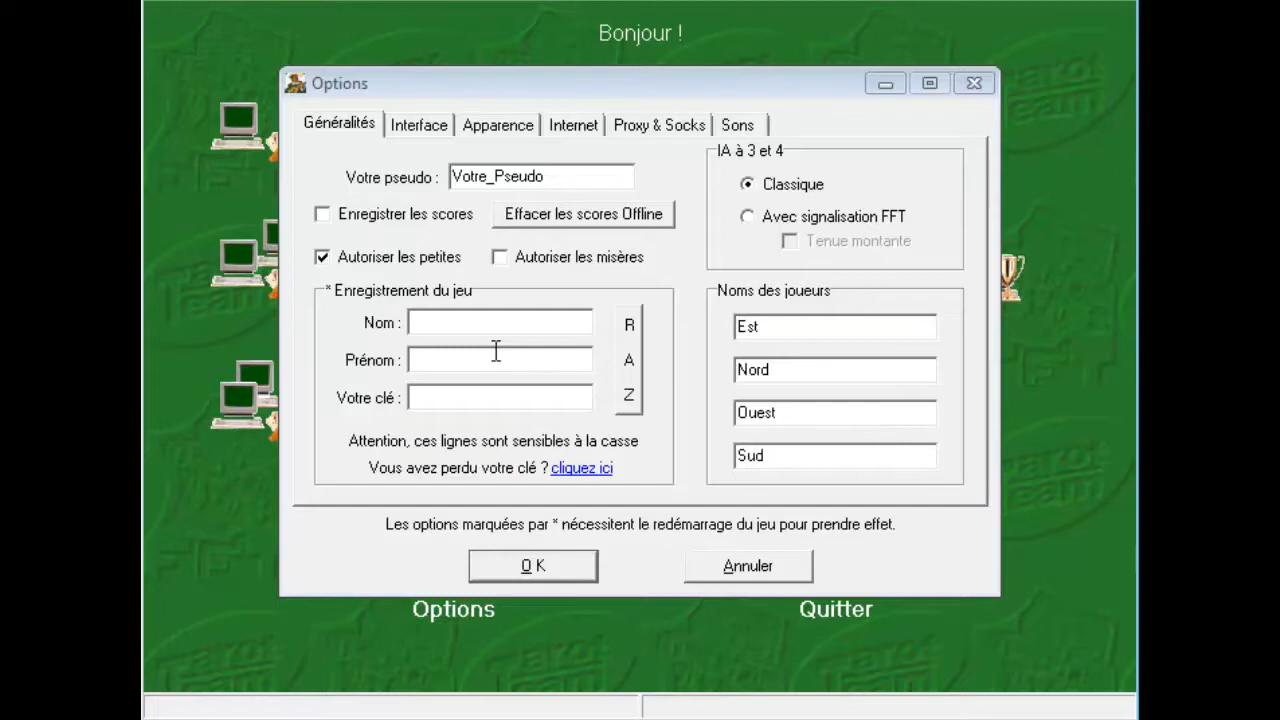 Bonjour !
Options
Généralités Interface Apparence Internet Proxy & Socks Sons
Votre pseudo : Votre_Pseudo
Enregistrer les scores Effacer les scores Offline
Autoriser les petites Autoriser les misères
* Enregistrement du jeu
Nom :
Prénom :
Votre clé :
R
A
Z
Attention, ces lignes sont sensibles à la casse
Vous avez perdu votre clé ? cliquez ici
IA à 3 et 4
Classique
Avec signalisation FFT
Tenue montante
Noms des joueurs
Est
Nord
Ouest
Sud
Les options marquées par * nécessitent le redémarrage du jeu pour prendre effet.
OK Annuler
Options Quitter